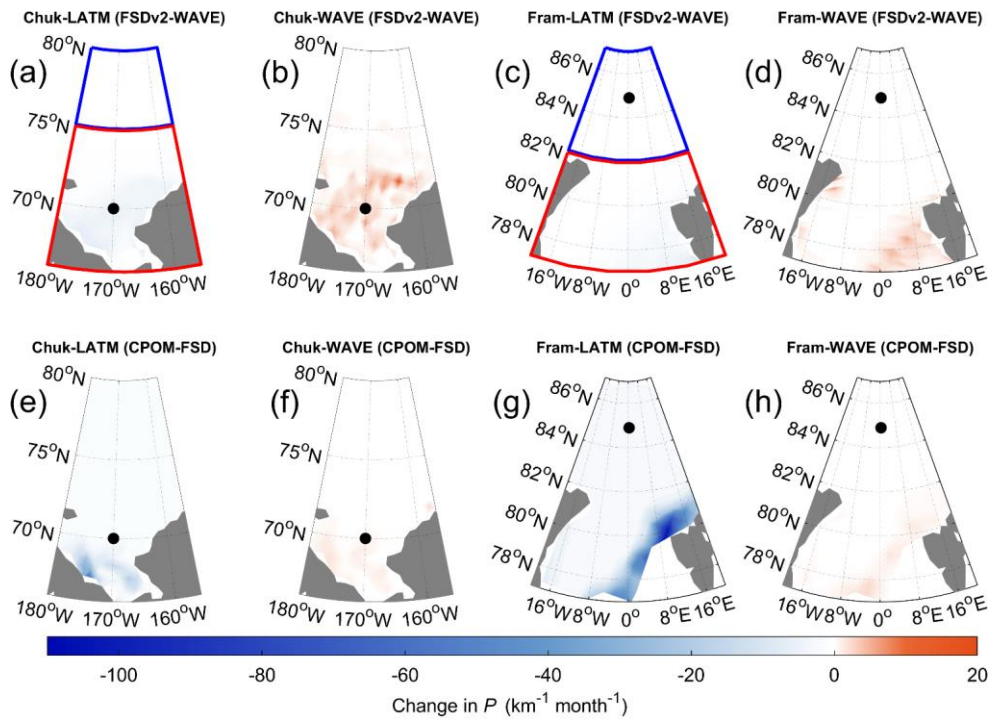 Chuk-LATM (FSDv2-WAVE)
Chuk-WAVE (FSDv2-WAVE)
Fram-LATM (FSDv2-WAVE)
Fram-WAVE (FSDv2-WAVE)
(a)
80°N
75°N
70°N
180°W
170°W
160°W
(b)
80°N
75°N
70°N
180°W
170°W
160°W
(c)
86°N
84°N
82°N
80°N
78°N
16°W
8°W
0°
8°E
16°E
(d)
86°N
84°N
82°N
80°N
78°N
16°W
8°W
0°
8°E
16°E
Chuk-LATM (CPOM-FSD)
Chuk-WAVE (CPOM-FSD)
Fram-LATM (CPOM-FSD)
Fram-WAVE (CPOM-FSD)
(e)
80°N
75°N
70°N
180°W
170°W
160°W
(f)
80°N
75°N
70°N
180°W
170°W
160°W
(g)
86°N
84°N
82°N
80°N
78°N
16°W
8°W
0°
8°E
16°E
(h)
86°N
84°N
82°N
80°N
78°N
16°W
8°W
0°
8°E
16°E
-100 -80 -60 -40 -20 0 20
Change in P (km⁻¹ month⁻¹)